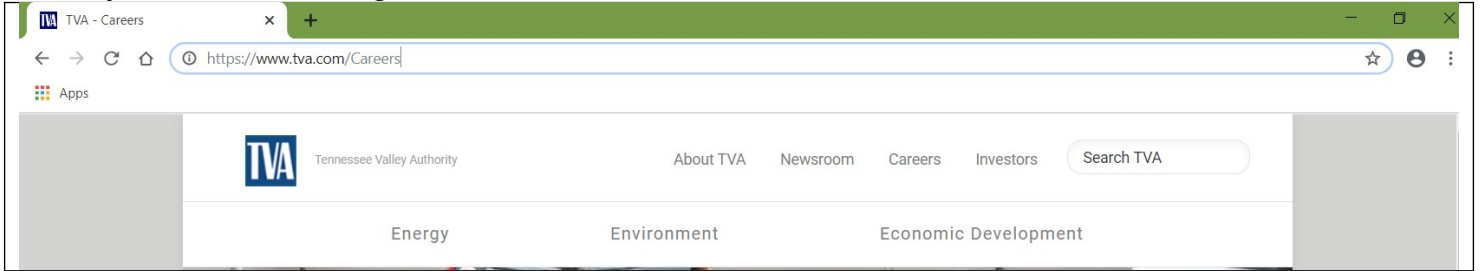 TVA TVA - Careers
https://www.tva.com/Careers
Apps
TVA Tennessee Valley Authority About TVA Newsroom Careers Investors Search TVA
Energy Environment Economic Development